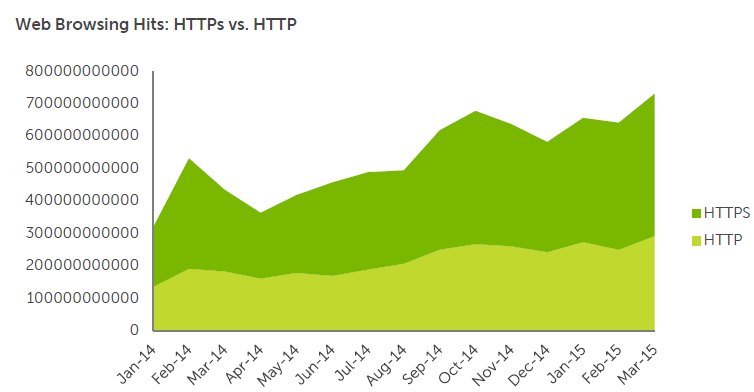 Web Browsing Hits: HTTPs vs. HTTP
800000000000
700000000000
600000000000
500000000000
400000000000
300000000000
200000000000
100000000000
0
HTTPS
HTTP
Jan-14
Feb-14
Mar-14
Apr-14
May-14
Jun-14
Jul-14
Aug-14
Sep-14
Oct-14
Nov-14
Dec-14
Jan-15
Feb-15
Mar-15